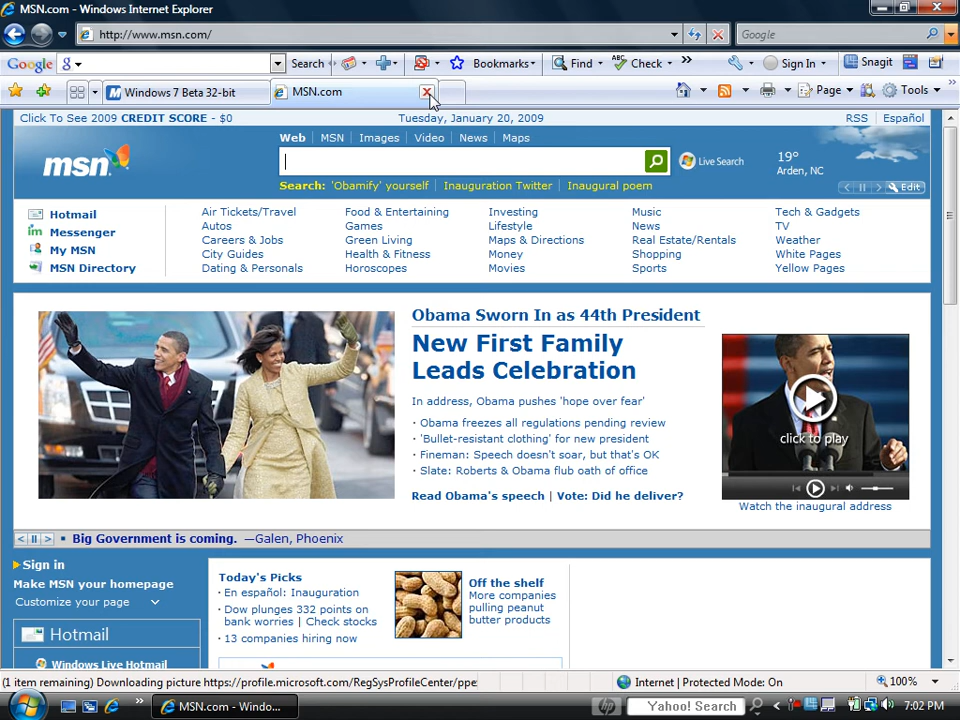 MSN.com - Windows Internet Explorer
http://www.msn.com/
Google
Google
Search
Bookmarks
Find
ABC
Check
»
Sign In
Snagit
Windows 7 Beta 32-bit
MSN.com
Page
Tools
»
Click To See 2009 CREDIT SCORE - $0
Tuesday, January 20, 2009
RSS
Español
msn
Web | MSN | Images | Video | News | Maps
Live Search
19°
Arden, NC
Edit
Search: 'Obamify' yourself | Inauguration Twitter | Inaugural poem
Hotmail
Messenger
My MSN
MSN Directory
Air Tickets/Travel
Autos
Careers & Jobs
City Guides
Dating & Personals
Food & Entertaining
Games
Green Living
Health & Fitness
Horoscopes
Investing
Lifestyle
Maps & Directions
Money
Movies
Music
News
Real Estate/Rentals
Shopping
Sports
Tech & Gadgets
TV
Weather
White Pages
Yellow Pages
Obama Sworn In as 44th President
New First Family
Leads Celebration
In address, Obama pushes 'hope over fear'
· Obama freezes all regulations pending review
· 'Bullet-resistant clothing' for new president
· Fineman: Speech doesn't soar, but that's OK
· Slate: Roberts & Obama flub oath of office
Read Obama's speech | Vote: Did he deliver?
click to play
Watch the inaugural address
Big Government is coming. —Galen, Phoenix
Sign in
Make MSN your homepage
Customize your page
Hotmail
Windows Live Hotmail
Today's Picks
· En español: Inauguration
· Dow plunges 332 points on
bank worries | Check stocks
· 13 companies hiring now
Off the shelf
More companies
pulling peanut
butter products
(1 item remaining) Downloading picture https://profile.microsoft.com/RegSysProfileCenter/ppe
Internet | Protected Mode: On
100%
»
MSN.com - Windo...
hp
Yahoo! Search
7:02 PM